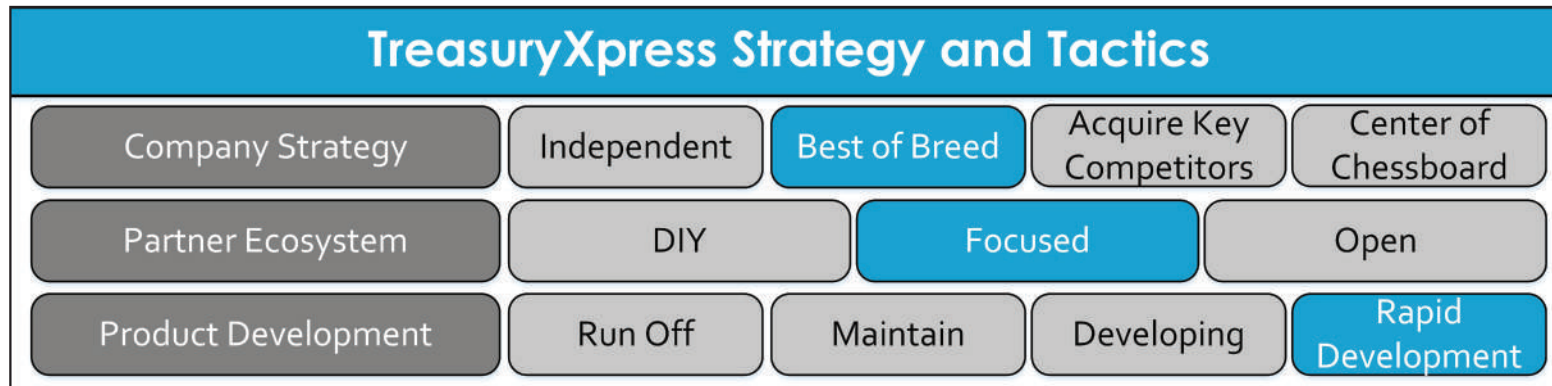 TreasuryXpress Strategy and Tactics
Company Strategy
Independent
Best of Breed
Acquire Key
Competitors
Center of
Chessboard
Partner Ecosystem
DIY
Focused
Open
Product Development
Run Off
Maintain
Developing
Rapid
Development